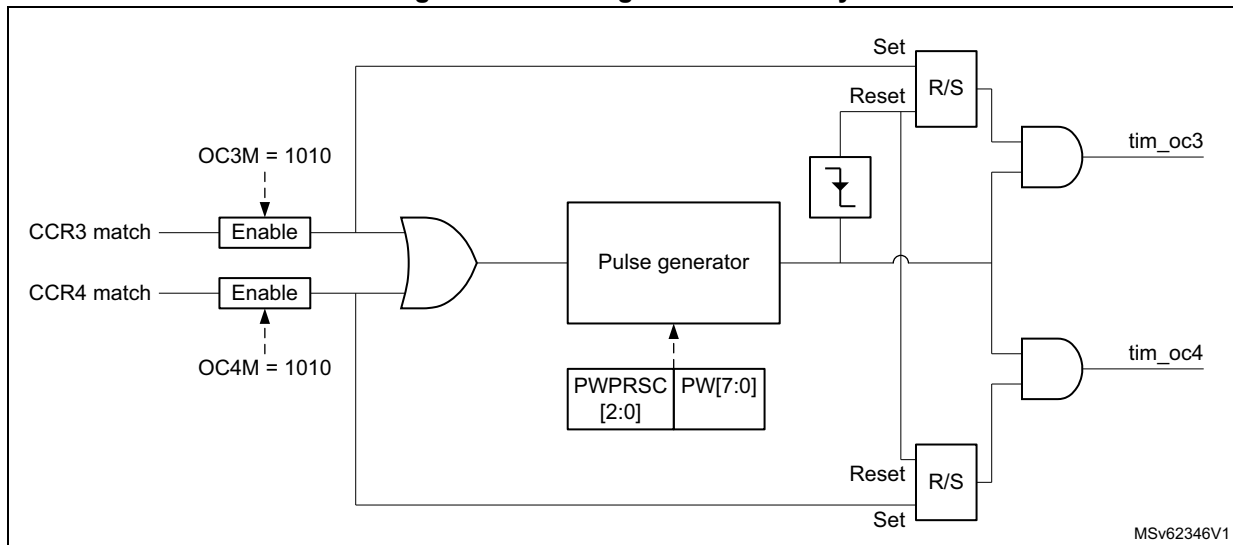 Set
R/S
Reset
OC3M = 1010
tim_oc3
CCR3 match
Enable
Pulse generator
CCR4 match
Enable
OC4M = 1010
tim_oc4
PWPRSC
[2:0]
PW[7:0]
Reset
R/S
Set
MSv62346V1